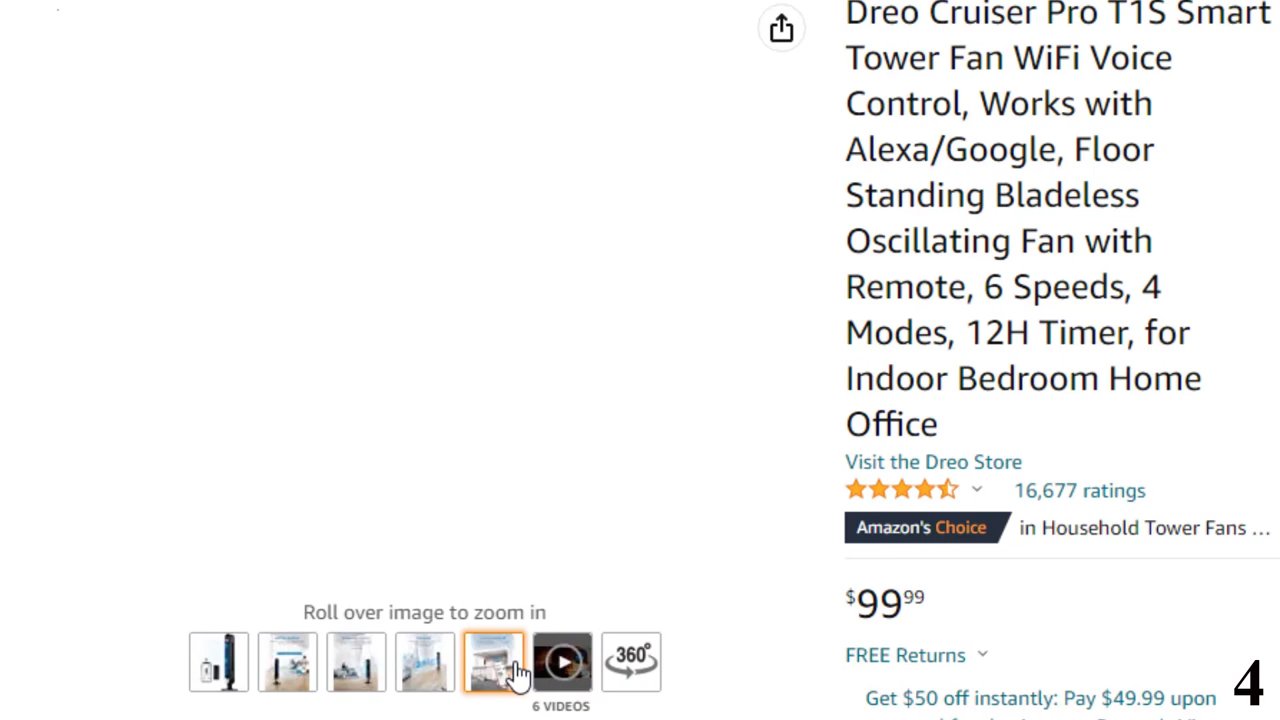 Dreo Cruiser Pro T1S Smart
Tower Fan WiFi Voice
Control, Works with
Alexa/Google, Floor
Standing Bladeless
Oscillating Fan with
Remote, 6 Speeds, 4
Modes, 12H Timer, for
Indoor Bedroom Home
Office
Visit the Dreo Store
16,677 ratings
Amazon's Choice in Household Tower Fans ...
$99.99
FREE Returns
Get $50 off instantly: Pay $49.99 upon
Roll over image to zoom in
360°
6 VIDEOS
4